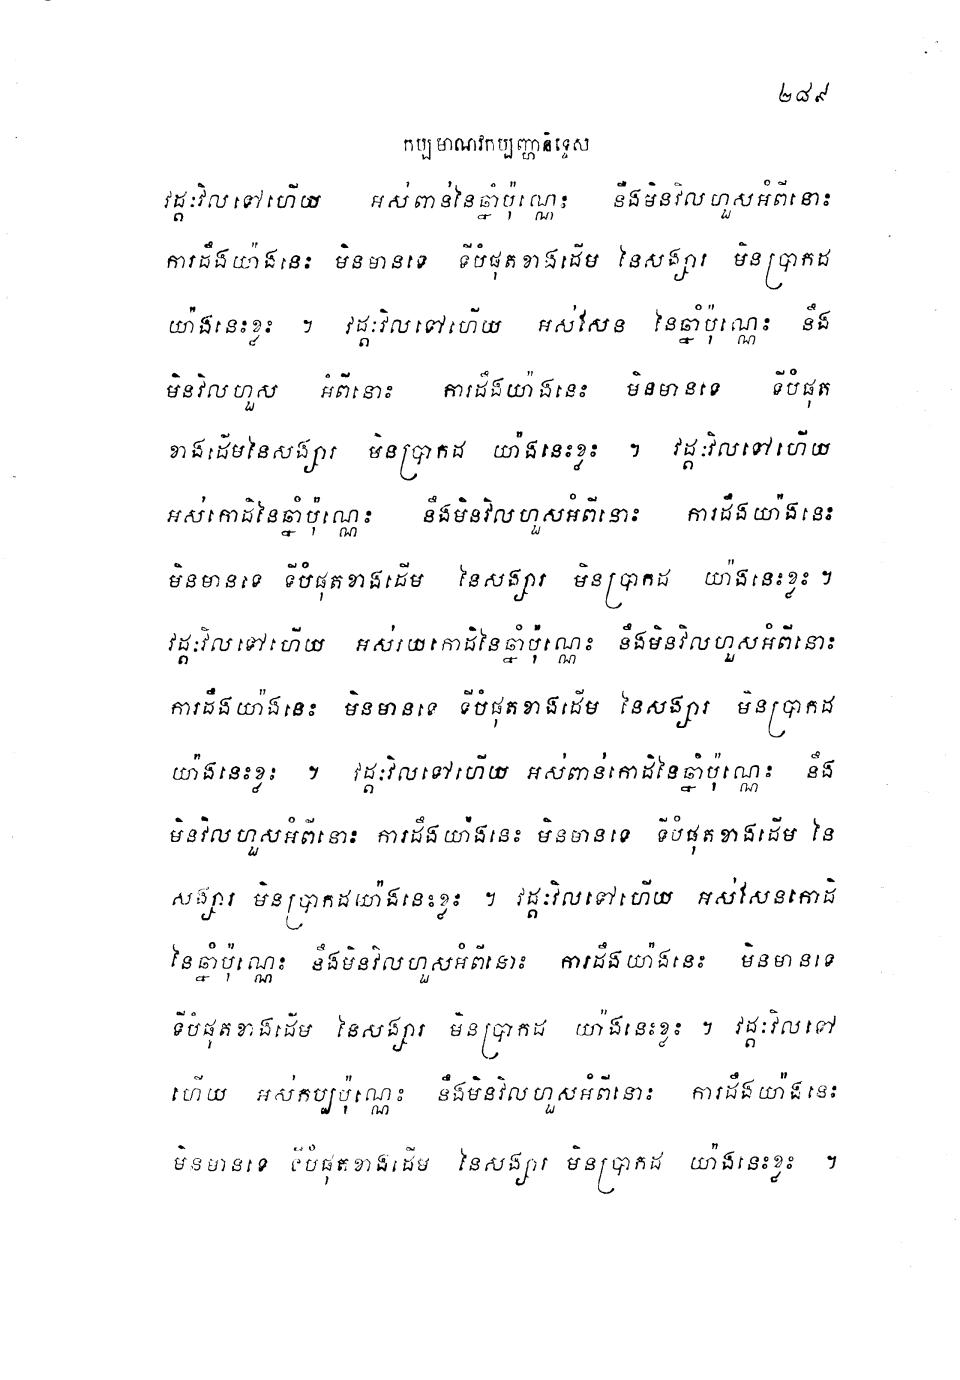 ២៨៩
កប្បមាណវកប្បញ្ហានិទ្ទេស
វដ្តៈវិលទៅហើយ អស់ពាន់នៃឆ្នាំប៉ុណ្ណេះ នឹងមិនវិលហួសអំពីនោះ
ការដឹងយ៉ាងនេះ មិនមានទេ ទីបំផុតខាងដើម នៃសង្សារ មិនប្រាកដ
យ៉ាងនេះខ្លះ ។ វដ្តៈវិលទៅហើយ អស់សែន នៃឆ្នាំប៉ុណ្ណេះ នឹង
មិនវិលហួស អំពីនោះ ការដឹងយ៉ាងនេះ មិនមានទេ ទីបំផុត
ខាងដើមនៃសង្សារ មិនប្រាកដ យ៉ាងនេះខ្លះ ។ វដ្តៈវិលទៅហើយ
អស់កោដិនៃឆ្នាំប៉ុណ្ណេះ នឹងមិនវិលហួសអំពីនោះ ការដឹងយ៉ាងនេះ
មិនមានទេ ទីបំផុតខាងដើម នៃសង្សារ មិនប្រាកដ យ៉ាងនេះខ្លះ ។
វដ្តៈវិលទៅហើយ អស់រយកោដិនៃឆ្នាំប៉ុណ្ណេះ នឹងមិនវិលហួសអំពីនោះ
ការដឹងយ៉ាងនេះ មិនមានទេ ទីបំផុតខាងដើម នៃសង្សារ មិនប្រាកដ
យ៉ាងនេះខ្លះ ។ វដ្តៈវិលទៅហើយ អស់ពាន់កោដិនៃឆ្នាំប៉ុណ្ណេះ នឹង
មិនវិលហួសអំពីនោះ ការដឹងយ៉ាងនេះ មិនមានទេ ទីបំផុតខាងដើម នៃ
សង្សារ មិនប្រាកដយ៉ាងនេះខ្លះ ។ វដ្តៈវិលទៅហើយ អស់សែនកោដិ
នៃឆ្នាំប៉ុណ្ណេះ នឹងមិនវិលហួសអំពីនោះ ការដឹងយ៉ាងនេះ មិនមានទេ
ទីបំផុតខាងដើម នៃសង្សារ មិនប្រាកដ យ៉ាងនេះខ្លះ ។ វដ្តៈវិលទៅ
ហើយ អស់កប្បប៉ុណ្ណេះ នឹងមិនវិលហួសអំពីនោះ ការដឹងយ៉ាងនេះ
មិនមានទេ ទីបំផុតខាងដើម នៃសង្សារ មិនប្រាកដ យ៉ាងនេះខ្លះ ។